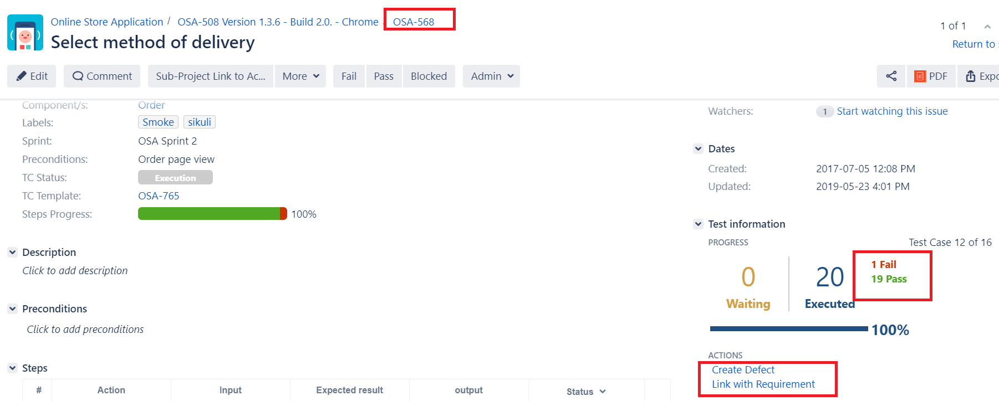 Online Store Application / OSA-508 Version 1.3.6 - Build 2.0. - Chrome OSA-568
1 of 1
Select method of delivery
Return to
Edit Comment Sub-Project Link to Ac... More Fail Pass Blocked Admin PDF Expo
Component/s: Order
Watchers: 1 Start watching this issue
Labels: Smoke sikuli
Sprint: OSA Sprint 2
Preconditions: Order page view
TC Status: Execution
TC Template: OSA-765
Steps Progress: 100%
Description
Click to add description
Preconditions
Click to add preconditions
Steps
# Action Input Expected result output Status
Dates
Created: 2017-07-05 12:08 PM
Updated: 2019-05-23 4:01 PM
Test information
PROGRESS Test Case 12 of 16
0 Waiting
20 Executed
1 Fail
19 Pass
100%
ACTIONS
Create Defect
Link with Requirement